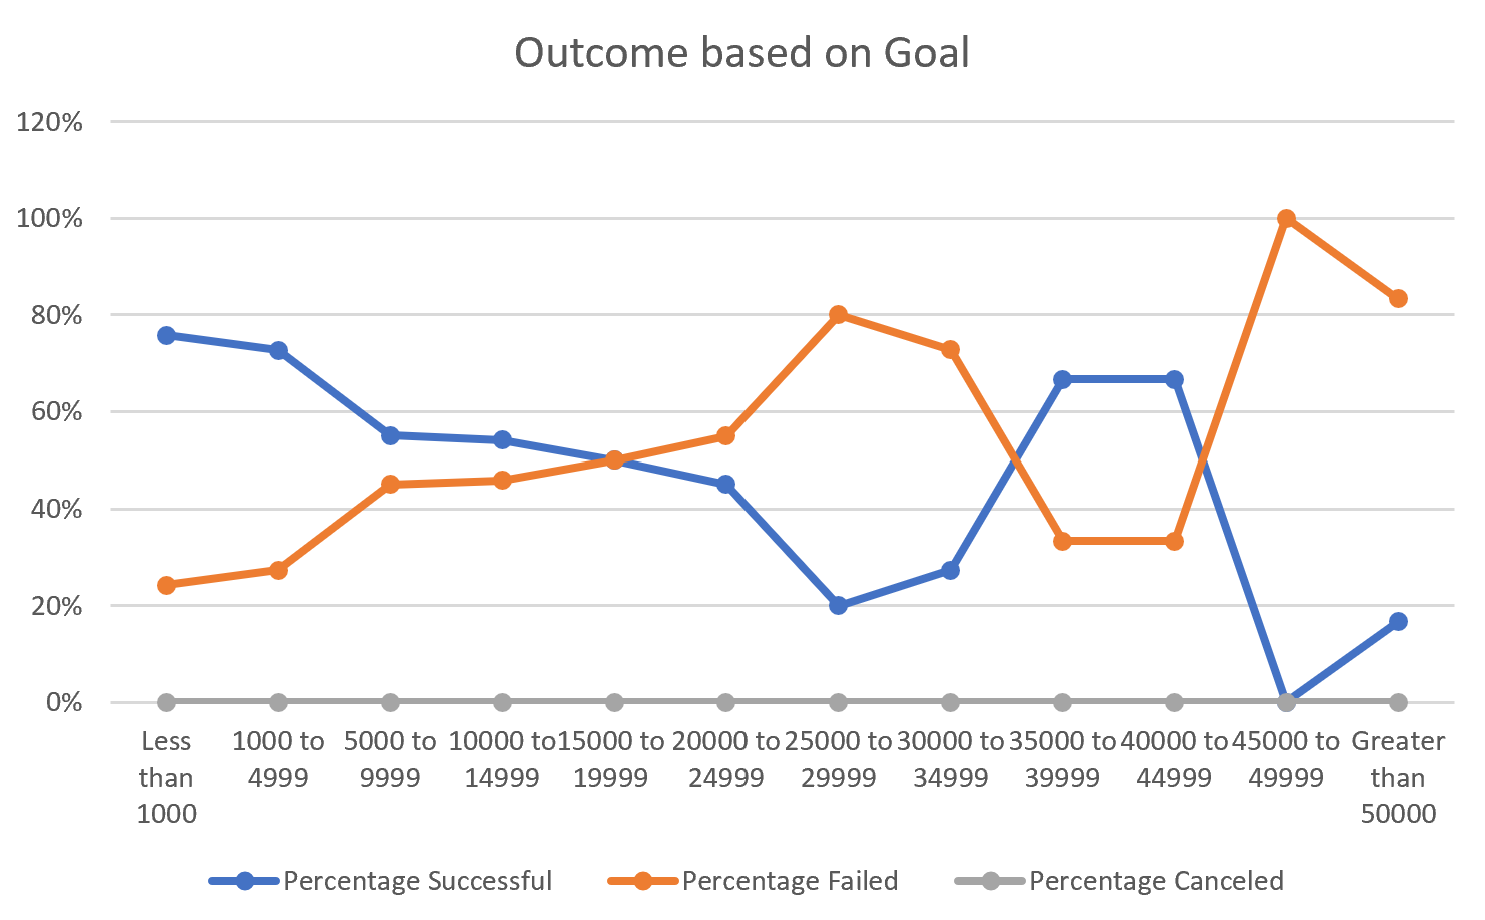 Outcome based on Goal
120%
100%
80%
60%
40%
20%
0%
Less than 1000
1000 to 4999
5000 to 9999
10000 to 14999
15000 to 19999
20000 to 24999
25000 to 29999
30000 to 34999
35000 to 39999
40000 to 44999
45000 to 49999
Greater than 50000
Percentage Successful
Percentage Failed
Percentage Canceled